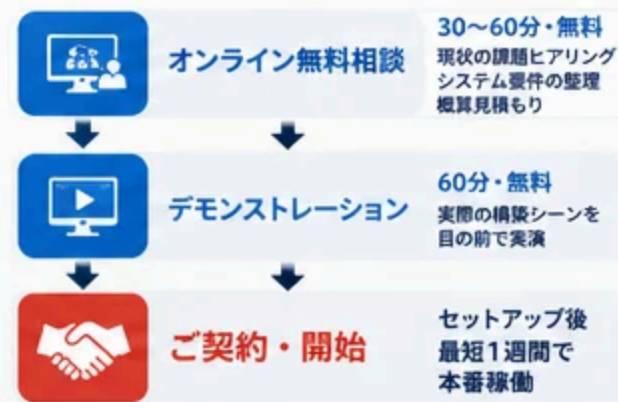 オンライン無料相談
30～60分・無料
現状の課題ヒアリング
システム要件の整理
概算見積もり
デモンストレーション
60分・無料
実際の構築シーンを
目の前で実演
ご契約・開始
セットアップ後
最短1週間で
本番稼働